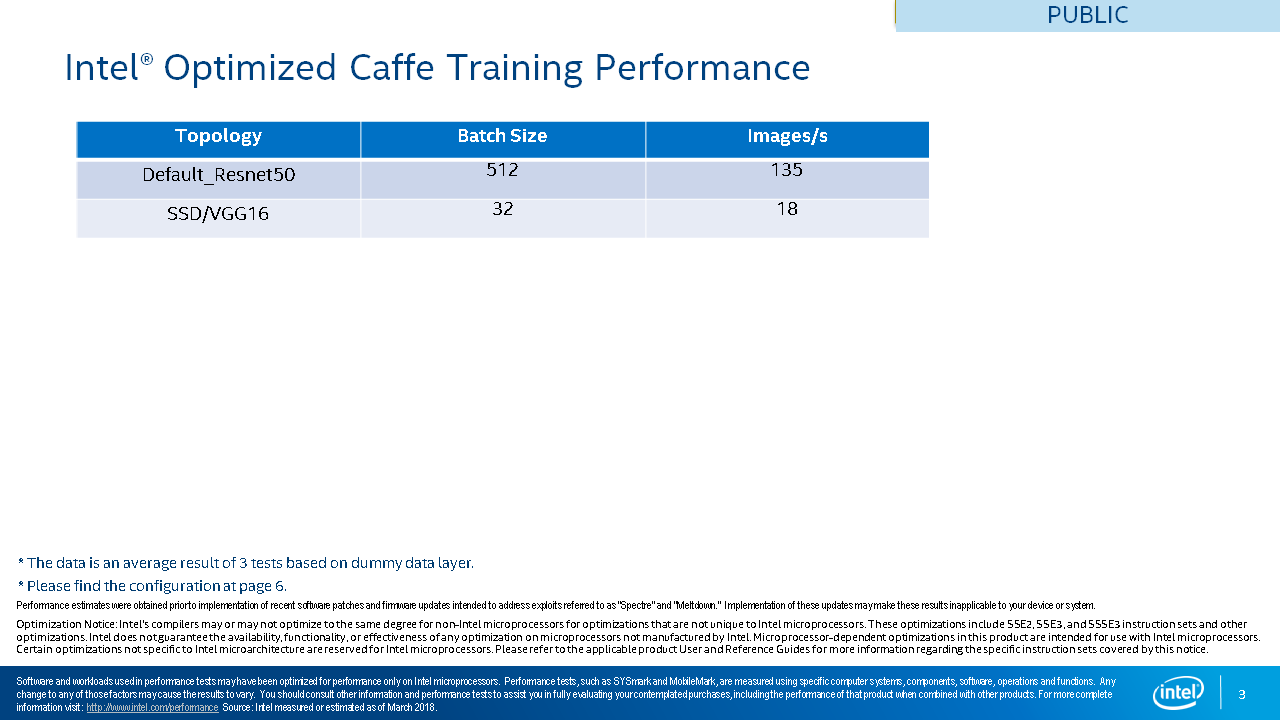 PUBLIC
Intel® Optimized Caffe Training Performance
Topology Batch Size Images/s
Default_Resnet50 512 135
SSD/VGG16 32 18
* The data is an average result of 3 tests based on dummy data layer.
* Please find the configuration at page 6.
Performance estimates were obtained prior to implementation of recent software patches and firmware updates intended to address exploits referred to as "Spectre" and "Meltdown." Implementation of these updates may make these results inapplicable to your device or system.
Optimization Notice: Intel's compilers may or may not optimize to the same degree for non-Intel microprocessors for optimizations that are not unique to Intel microprocessors. These optimizations include SSE2, SSE3, and SSSE3 instruction sets and other
optimizations. Intel does not guarantee the availability, functionality, or effectiveness of any optimization on microprocessors not manufactured by Intel. Microprocessor-dependent optimizations in this product are intended for use with Intel microprocessors.
Certain optimizations not specific to Intel microarchitecture are reserved for Intel microprocessors. Please refer to the applicable product User and Reference Guides for more information regarding the specific instruction sets covered by this notice.
Software and workloads used in performance tests may have been optimized for performance only on Intel microprocessors. Performance tests, such as SYSmark and MobileMark, are measured using specific computer systems, components, software, operations and functions. Any
change to any of those factors may cause the results to vary. You should consult other information and performance tests to assist you in fully evaluating your contemplated purchases, including the performance of that product when combined with other products. For more complete
information visit: http://www.intel.com/performance Source: Intel measured or estimated as of March 2018.
intel
3